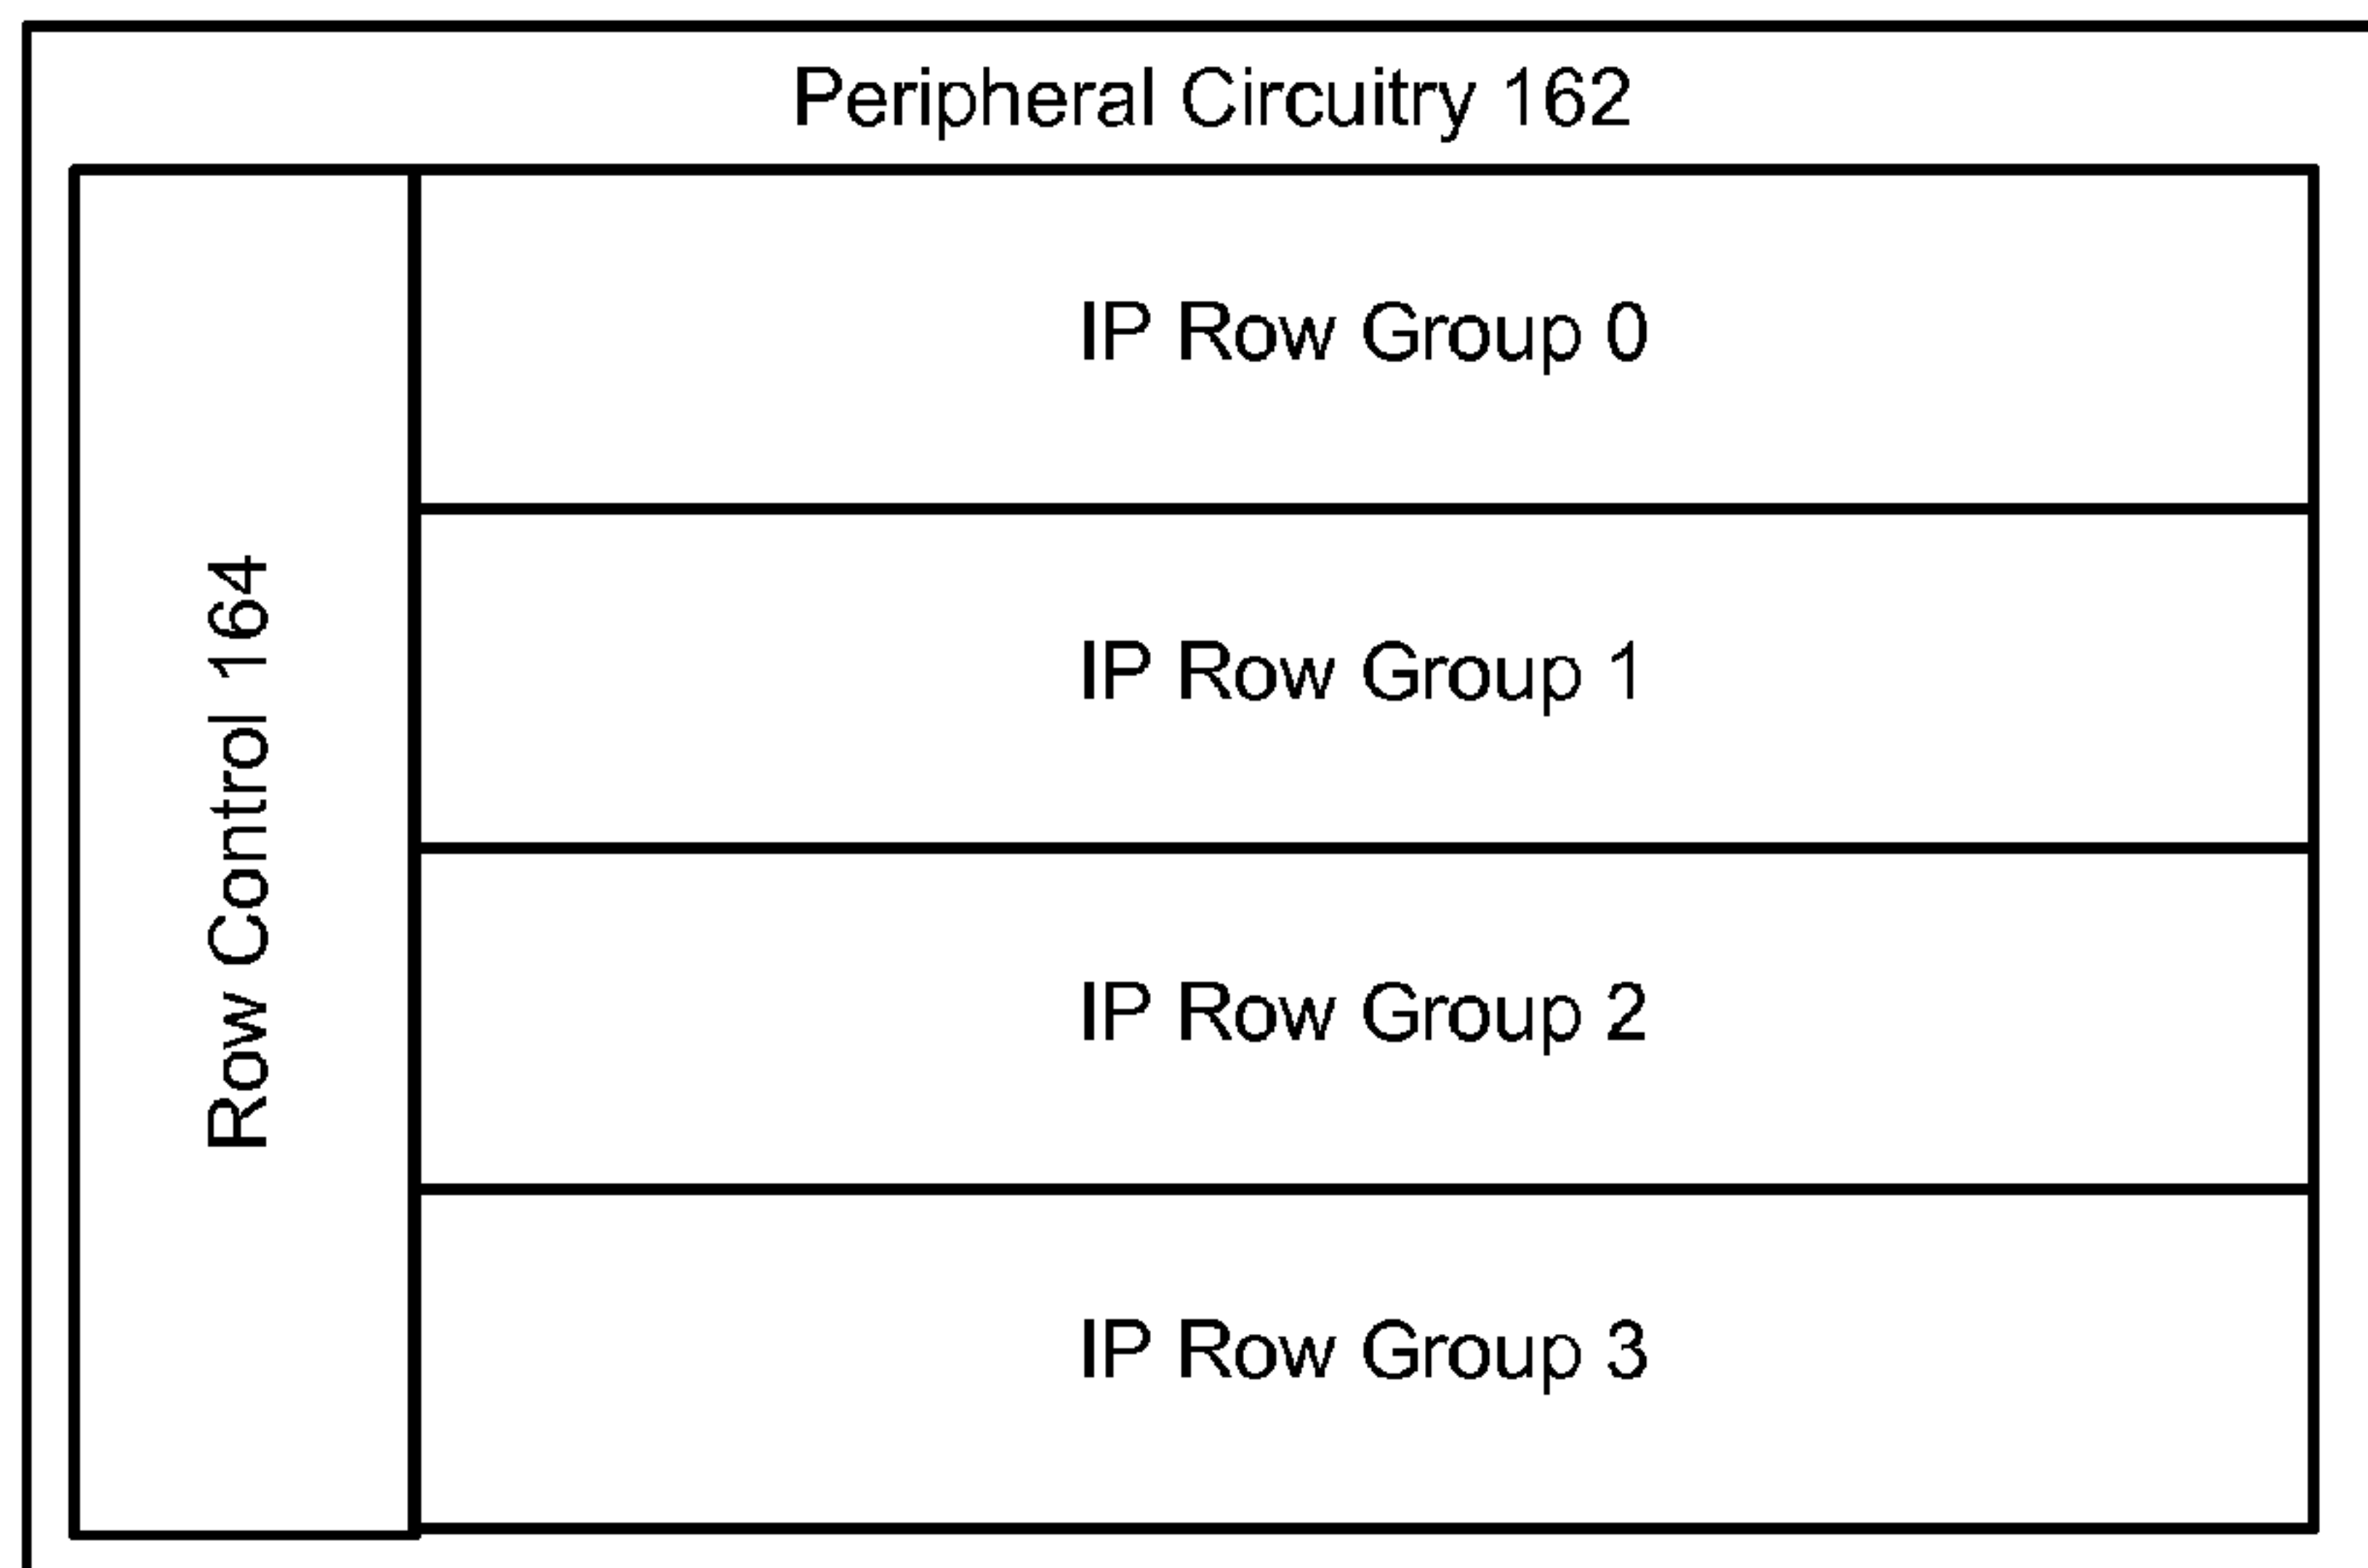 Peripheral Circuitry 162
Row Control 164
IP Row Group 0
IP Row Group 1
IP Row Group 2
IP Row Group 3